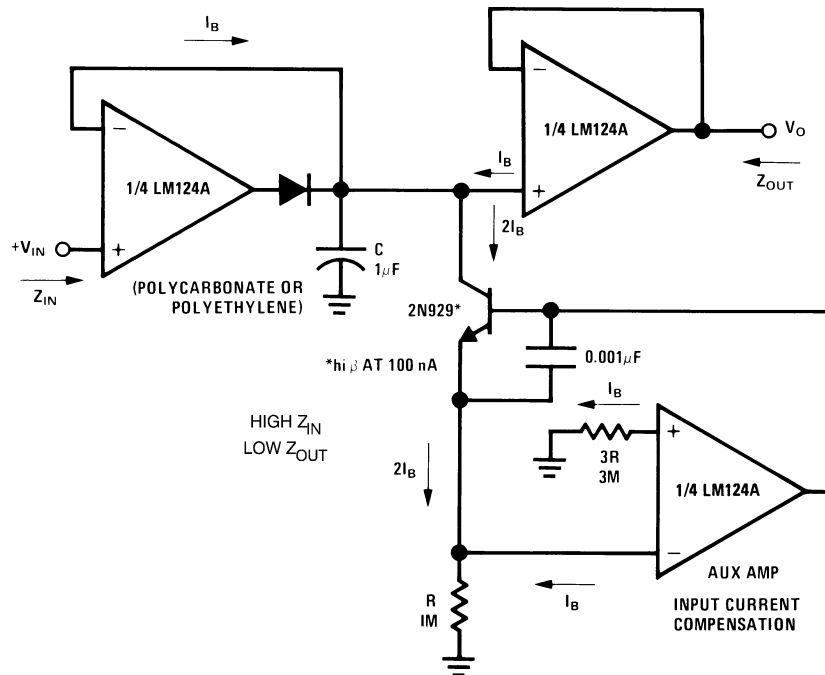 I_B
−
1/4 LM124A
+V_IN
+
Z_IN
C
1µF
(POLYCARBONATE OR
POLYETHYLENE)
−
1/4 LM124A
+
I_B
V_O
Z_OUT
2I_B
2N929*
*hi β AT 100 nA
0.001µF
HIGH Z_IN
LOW Z_OUT
I_B
3R
3M
+
1/4 LM124A
−
2I_B
I_B
R
1M
AUX AMP
INPUT CURRENT
COMPENSATION